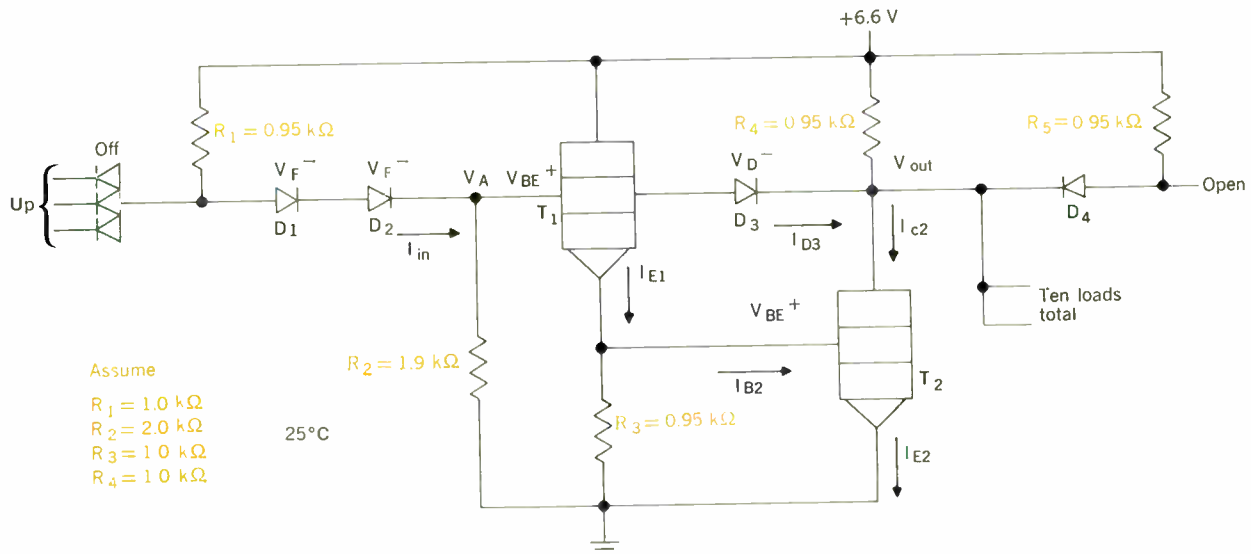 +6.6 V
R1 = 0.95 kΩ
R4 = 0.95 kΩ
R5 = 0.95 kΩ
Off
Up
VF−
VF−
VA
VBE+
VD−
Vout
Open
D1
D2
T1
D3
D4
Iin
ID3
Ic2
IE1
Ten loads
total
VBE+
R2 = 1.9 kΩ
IB2
T2
Assume
R1 = 1.0 kΩ
R2 = 2.0 kΩ
R3 = 1 0 kΩ
R4 = 1 0 kΩ
25°C
R3 = 0.95 kΩ
IE2